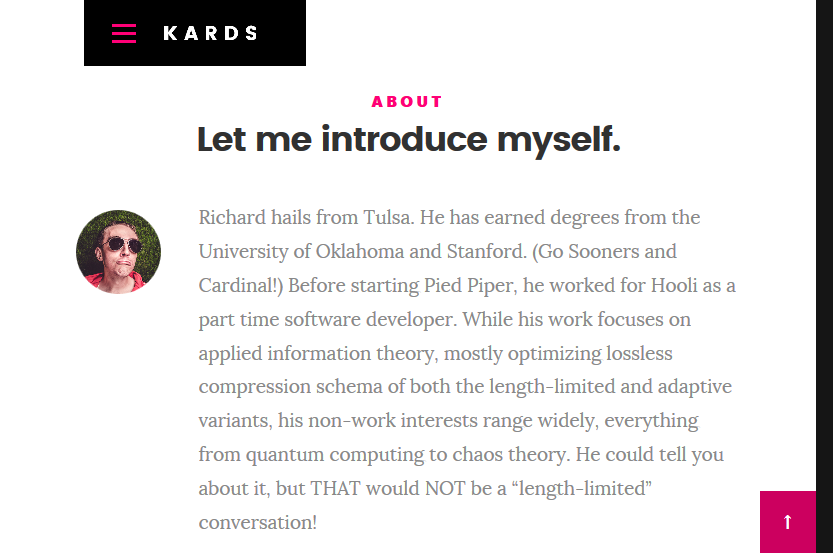 KARDS
ABOUT
Let me introduce myself.
Richard hails from Tulsa. He has earned degrees from the
University of Oklahoma and Stanford. (Go Sooners and
Cardinal!) Before starting Pied Piper, he worked for Hooli as a
part time software developer. While his work focuses on
applied information theory, mostly optimizing lossless
compression schema of both the length-limited and adaptive
variants, his non-work interests range widely, everything
from quantum computing to chaos theory. He could tell you
about it, but THAT would NOT be a “length-limited”
conversation!